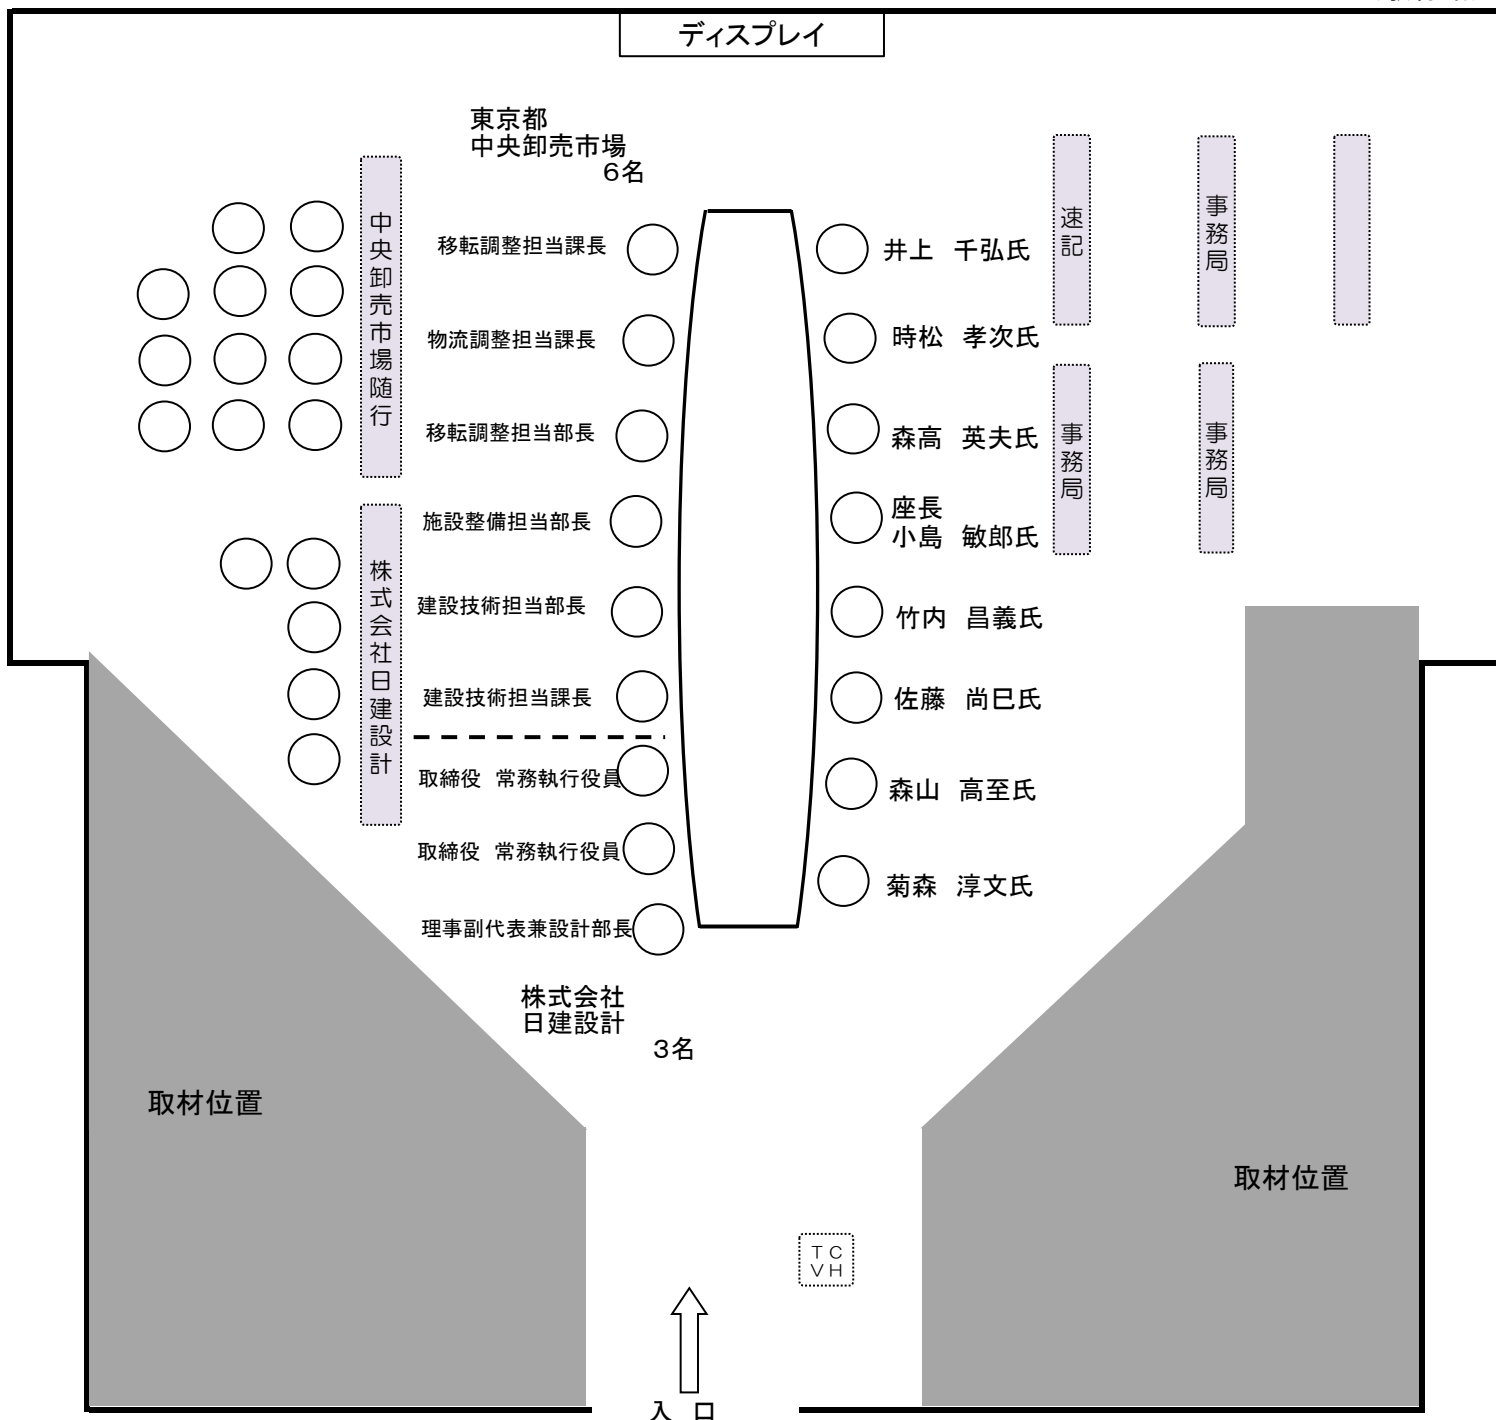 ディスプレイ
東京都
中央卸売市場
6名
中央卸売市場随行
移転調整担当課長
物流調整担当課長
移転調整担当部長
施設整備担当部長
建設技術担当部長
建設技術担当課長
株式会社日建設計
取締役 常務執行役員
取締役 常務執行役員
理事副代表兼設計部長
株式会社
日建設計
3名
井上 千弘氏
時松 孝次氏
森高 英夫氏
座長
小島 敏郎氏
竹内 昌義氏
佐藤 尚巳氏
森山 高至氏
菊森 淳文氏
速記
事務局
事務局
事務局
取材位置
取材位置
TC
VH
入 口